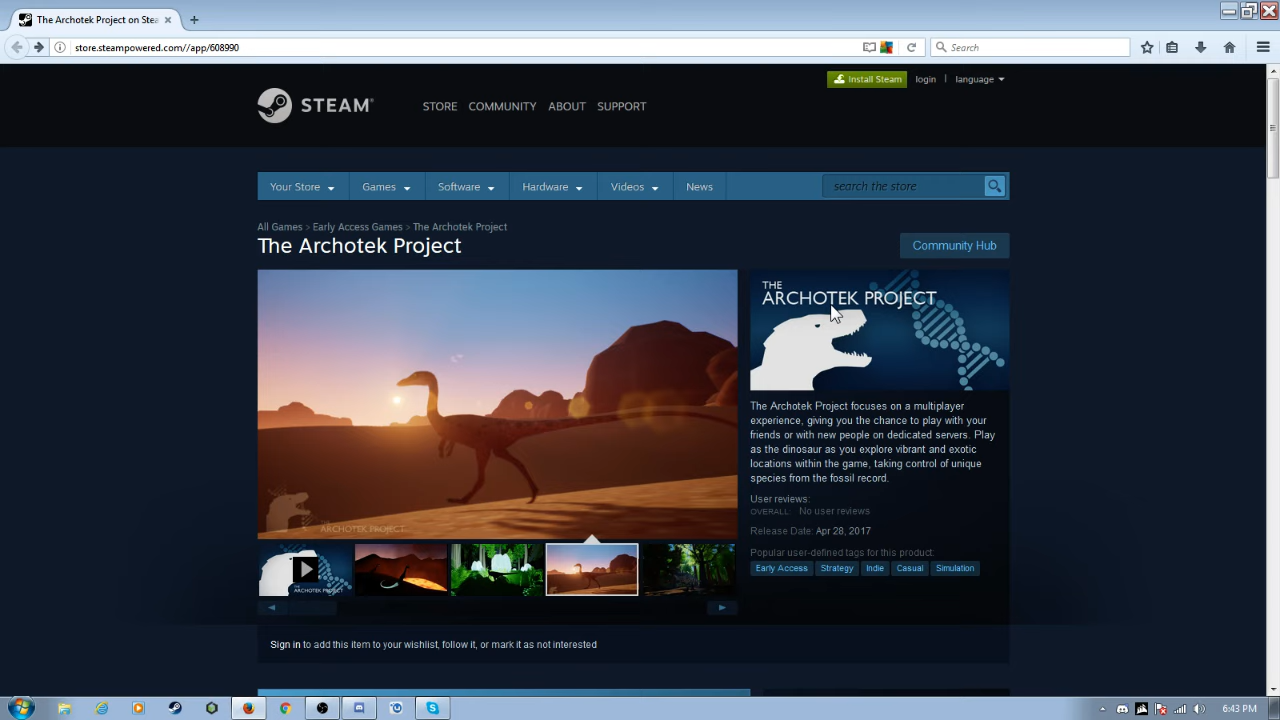 The Archotek Project on Stea
store.steampowered.com//app/608990
Search
Install Steam
login
language
STEAM®
STORE
COMMUNITY
ABOUT
SUPPORT
Your Store
Games
Software
Hardware
Videos
News
search the store
All Games > Early Access Games > The Archotek Project
The Archotek Project
Community Hub
THE
ARCHOTEK PROJECT
ARCHOTEK PROJECT
The Archotek Project focuses on a multiplayer
experience, giving you the chance to play with your
friends or with new people on dedicated servers. Play
as the dinosaur as you explore vibrant and exotic
locations within the game, taking control of unique
species from the fossil record.
User reviews:
OVERALL: No user reviews
Release Date: Apr 28, 2017
Popular user-defined tags for this product:
Early Access
Strategy
Indie
Casual
Simulation
THE
ARCHOTEK PROJECT
Sign in to add this item to your wishlist, follow it, or mark it as not interested
6:43 PM